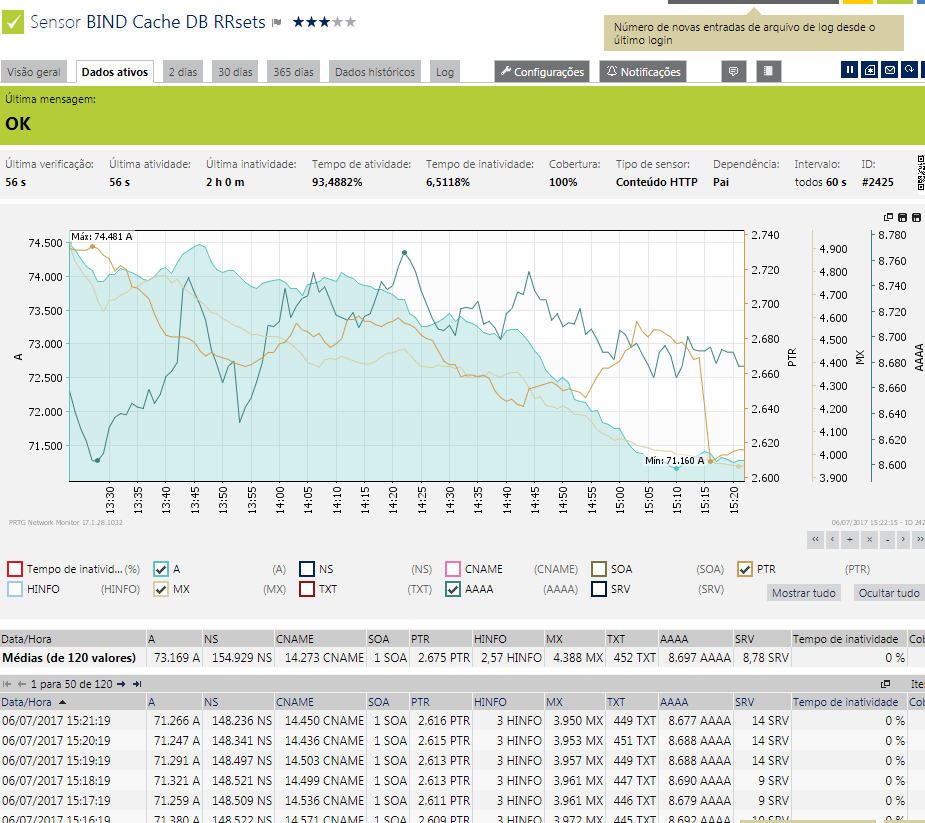 Sensor BIND Cache DB RRsets
Número de novas entradas de arquivo de log desde o
último login
Visão geral Dados ativos 2 dias 30 dias 365 dias Dados históricos Log Configurações Notificações
Última mensagem:
OK
Última verificação: Última atividade: Última inatividade: Tempo de atividade: Tempo de inatividade: Cobertura: Tipo de sensor: Dependência: Intervalo: ID:
56 s 56 s 2 h 0 m 93,4882% 6,5118% 100% Conteúdo HTTP Pai todos 60 s #2425
Máx: 74.481 A
74.500 74.000 73.500 73.000 72.500 72.000 71.500
A
2.740 2.720 2.700 2.680 2.660 2.640 2.620 2.600
PTR
4.900 4.800 4.700 4.600 4.500 4.400 4.300 4.200 4.100 4.000 3.900
MX
8.780 8.760 8.740 8.720 8.700 8.680 8.660 8.640 8.620 8.600
AAAA
Mín: 71.160 A
13:30 13:35 13:40 13:45 13:50 13:55 14:00 14:05 14:10 14:15 14:20 14:25 14:30 14:35 14:40 14:45 14:50 14:55 15:00 15:05 15:10 15:15 15:20
PRTG Network Monitor 17.1.28.1032 06/07/2017 15:22:15 - ID 242
<< < + x - > >>
Tempo de inativid... (%) A (A) NS (NS) CNAME (CNAME) SOA (SOA) PTR (PTR)
HINFO (HINFO) MX (MX) TXT (TXT) AAAA (AAAA) SRV (SRV) Mostrar tudo Ocultar tudo
Data/Hora A NS CNAME SOA PTR HINFO MX TXT AAAA SRV Tempo de inatividade Cob
Médias (de 120 valores) 73.169 A 154.929 NS 14.273 CNAME 1 SOA 2.675 PTR 2,57 HINFO 4.388 MX 452 TXT 8.697 AAAA 8,78 SRV 0 %
1 para 50 de 120 Ite
Data/Hora A NS CNAME SOA PTR HINFO MX TXT AAAA SRV Tempo de inatividade Cob
06/07/2017 15:21:19 71.266 A 148.236 NS 14.450 CNAME 1 SOA 2.616 PTR 3 HINFO 3.950 MX 449 TXT 8.677 AAAA 14 SRV 0 %
06/07/2017 15:20:19 71.247 A 148.341 NS 14.436 CNAME 1 SOA 2.615 PTR 3 HINFO 3.953 MX 451 TXT 8.688 AAAA 14 SRV 0 %
06/07/2017 15:19:19 71.291 A 148.497 NS 14.503 CNAME 1 SOA 2.613 PTR 3 HINFO 3.957 MX 449 TXT 8.688 AAAA 14 SRV 0 %
06/07/2017 15:18:19 71.321 A 148.521 NS 14.499 CNAME 1 SOA 2.613 PTR 3 HINFO 3.961 MX 447 TXT 8.690 AAAA 9 SRV 0 %
06/07/2017 15:17:19 71.259 A 148.509 NS 14.536 CNAME 1 SOA 2.611 PTR 3 HINFO 3.961 MX 446 TXT 8.679 AAAA 9 SRV 0 %
06/07/2017 15:16:19 71.380 A 148.522 NS 14.571 CNAME 1 SOA 2.609 PTR 3 HINFO 3.972 MX 445 TXT 8.692 AAAA 10 SRV 0 %